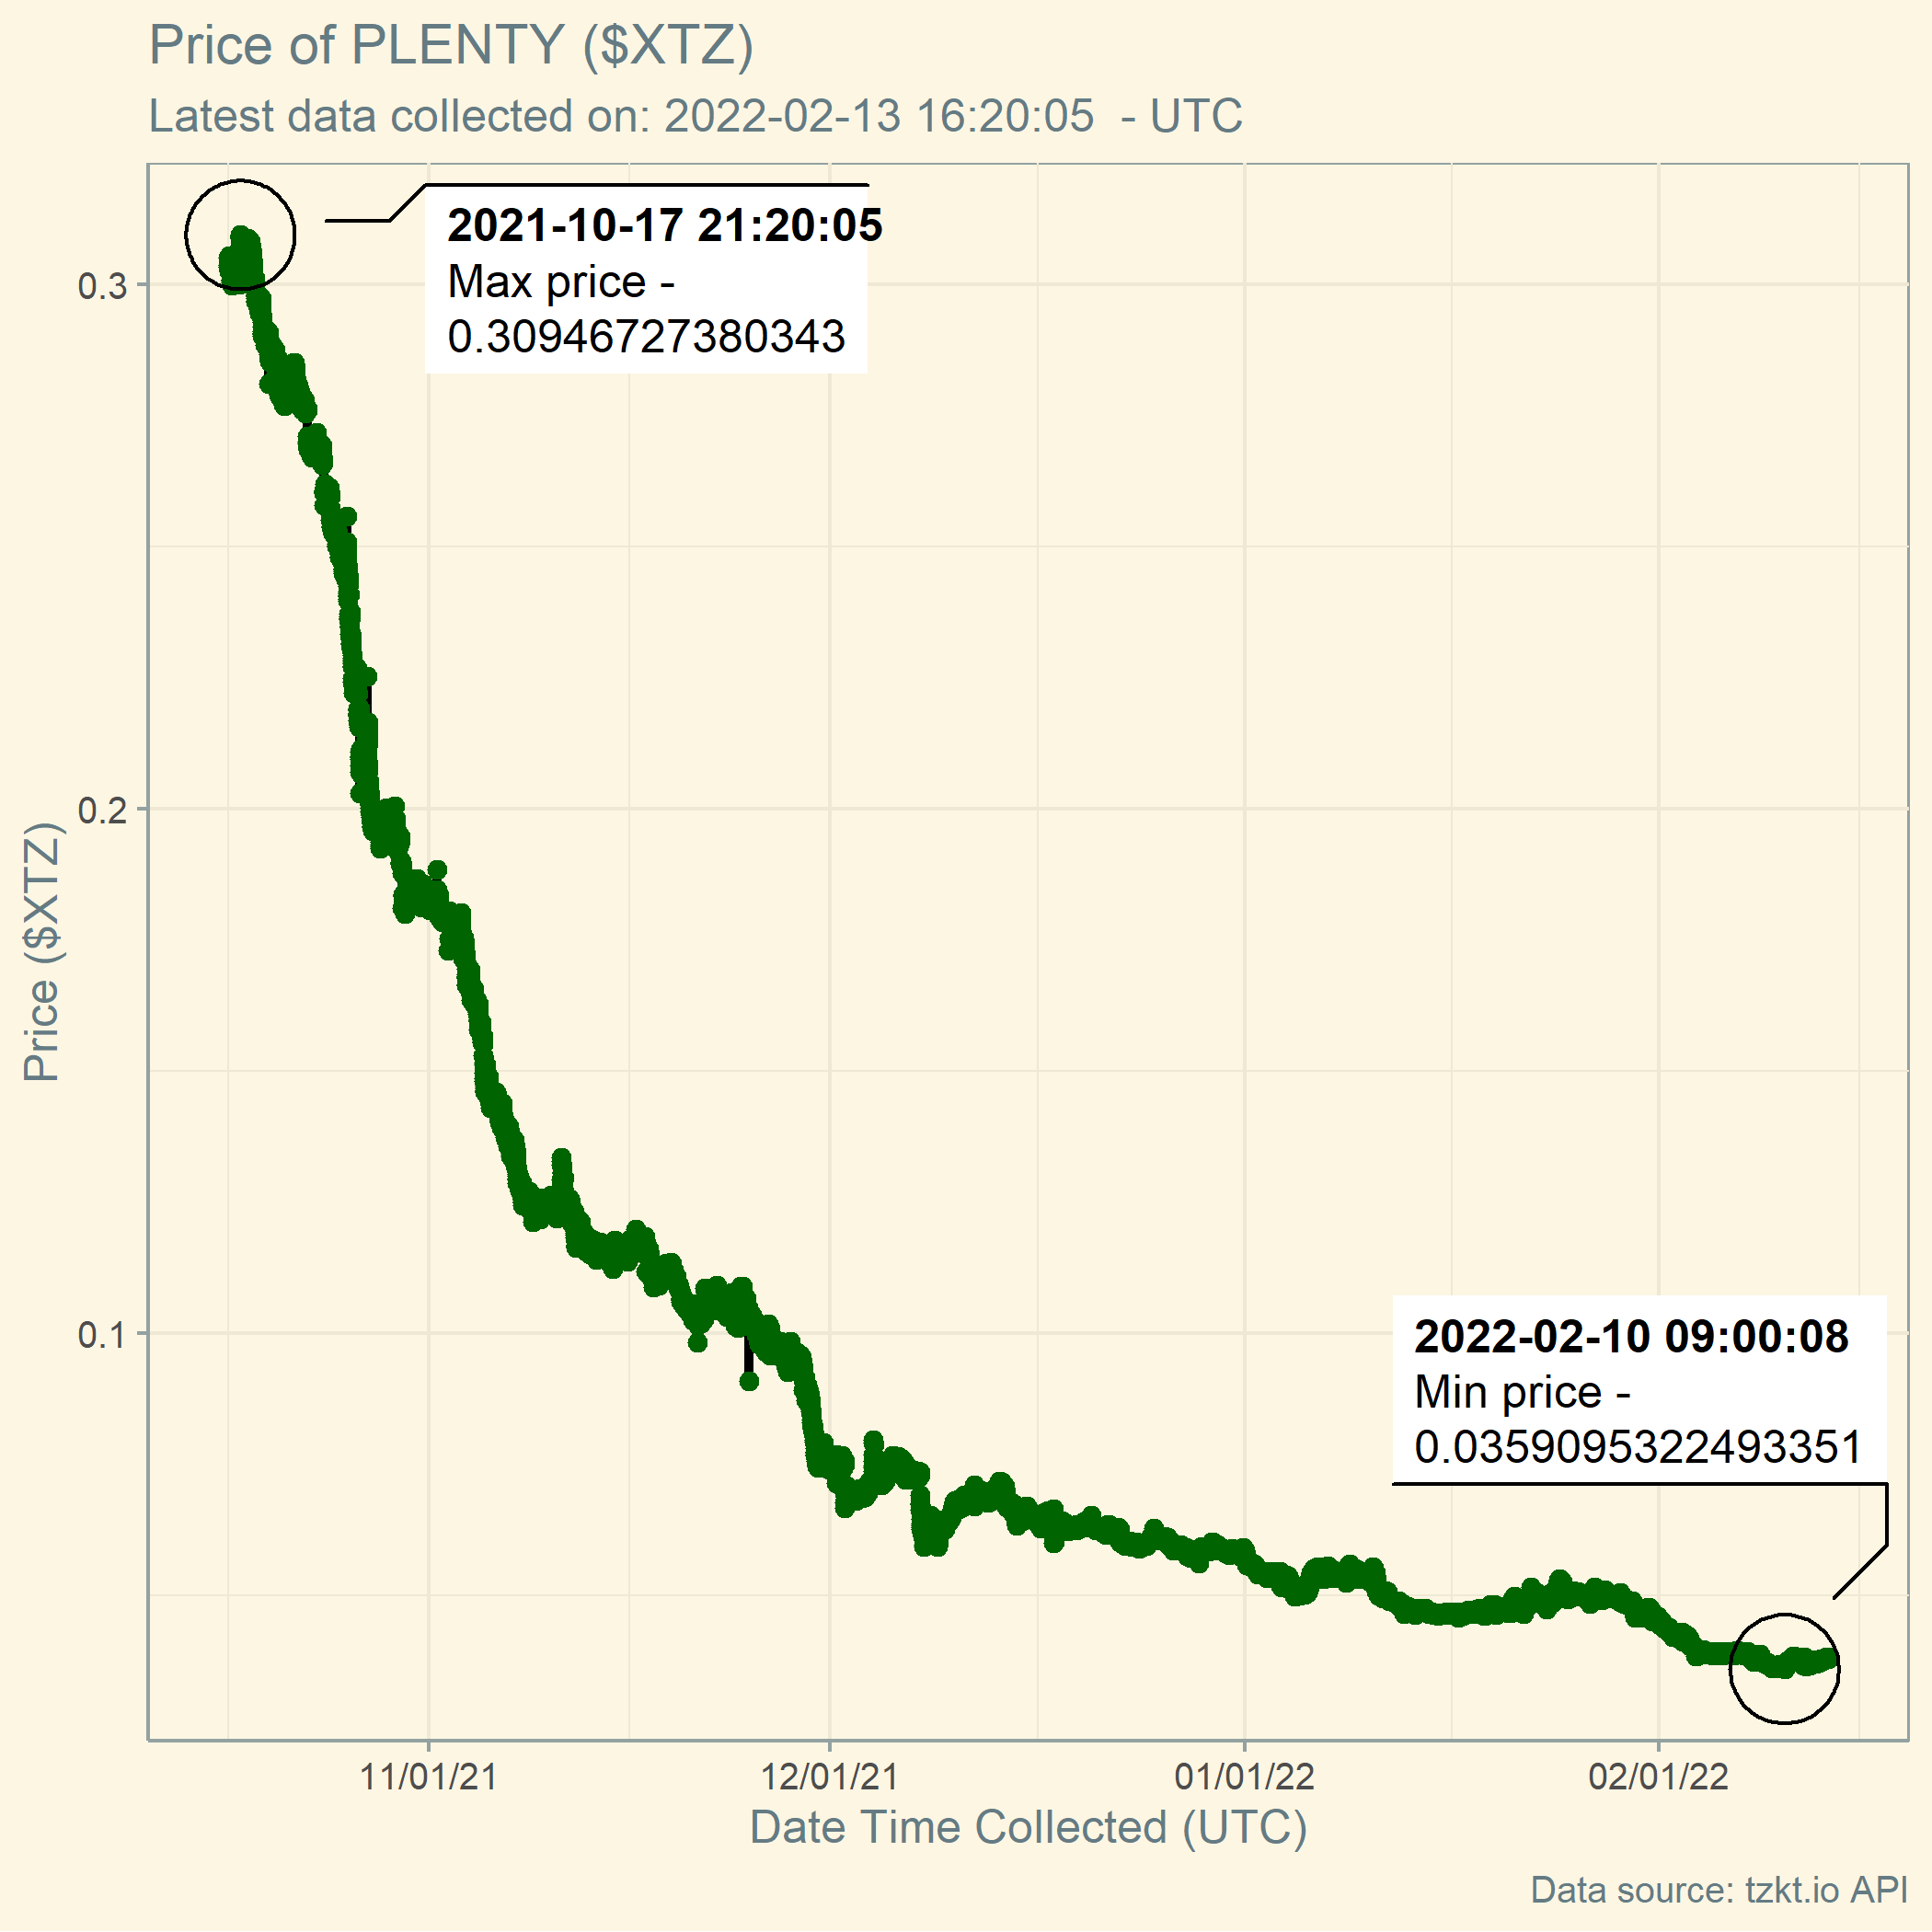 Price of PLENTY ($XTZ)
Latest data collected on: 2022-02-13 16:20:05  - UTC
2021-10-17 21:20:05
Max price -
0.30946727380343
0.3
0.2
0.1
Price ($XTZ)
2022-02-10 09:00:08
Min price -
0.0359095322493351
11/01/21
12/01/21
01/01/22
02/01/22
Date Time Collected (UTC)
Data source: tzkt.io API